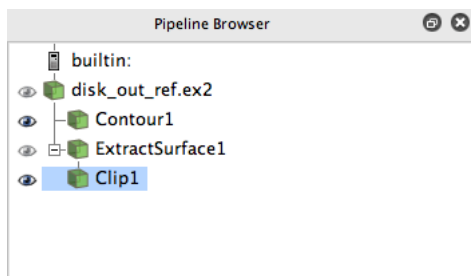 Pipeline Browser
builtin:
disk_out_ref.ex2
Contour1
ExtractSurface1
Clip1